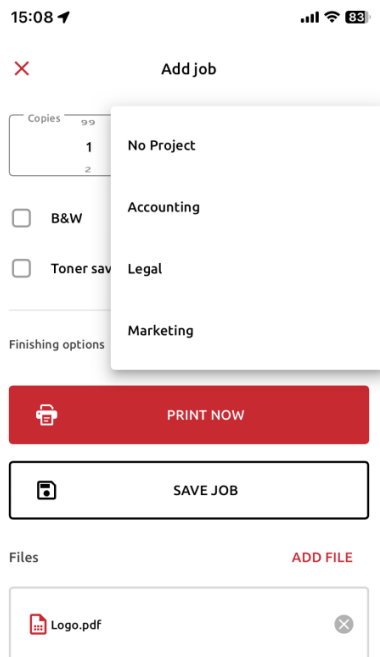 15:08
83
Add job
Copies
99
1
2
No Project
Accounting
Legal
Marketing
B&W
Toner sav
Finishing options
PRINT NOW
SAVE JOB
Files
ADD FILE
Logo.pdf